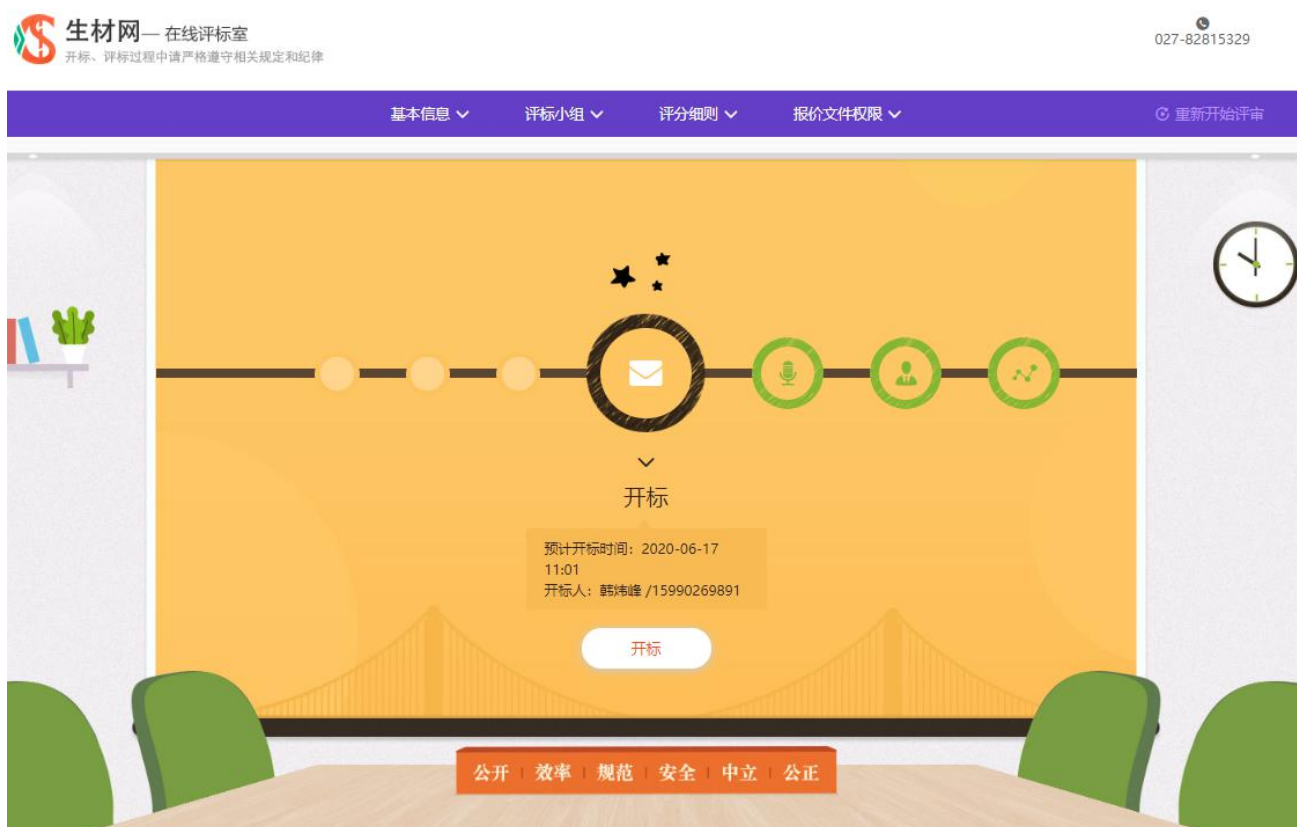 生材网— 在线评标室
开标、评标过程中请严格遵守相关规定和纪律
027-82815329
基本信息 评标小组 评分细则 报价文件权限 重新开始评审
开标
预计开标时间：2020-06-17
11:01
开标人：韩炜峰 /15990269891
开标
公开 效率 规范 安全 中立 公正